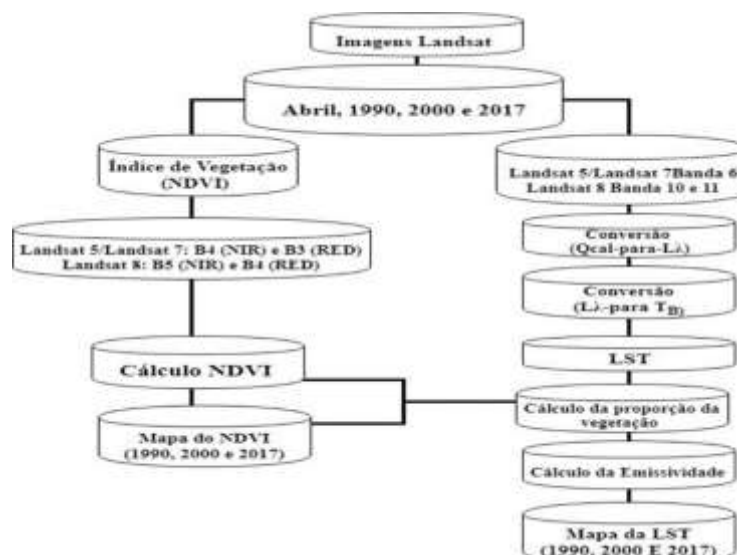 Imagens Landsat
Abril, 1990, 2000 e 2017
Índice de Vegetação
(NDVI)
Landsat 5/Landsat 7: B4 (NIR) e B3 (RED)
Landsat 8: B5 (NIR) e B4 (RED)
Cálculo NDVI
Mapa do NDVI
(1990, 2000 e 2017)
Landsat 5/Landsat 7Banda 6
Landsat 8 Banda 10 e 11
Conversão
(Qcal-para-Lλ)
Conversão
(Lλ-para TB)
LST
Cálculo da proporção da
vegetação
Cálculo da Emissividade
Mapa da LST
(1990, 2000 E 2017)